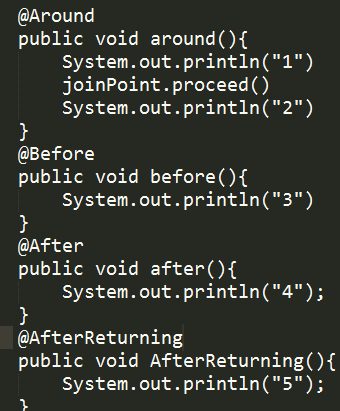 @Around
public void around(){
    System.out.println("1")
    joinPoint.proceed()
    System.out.println("2")
}
@Before
public void before(){
    System.out.println("3")
}
@After
public void after(){
    System.out.println("4");
}
@AfterReturning
public void AfterReturning(){
    System.out.println("5");
}